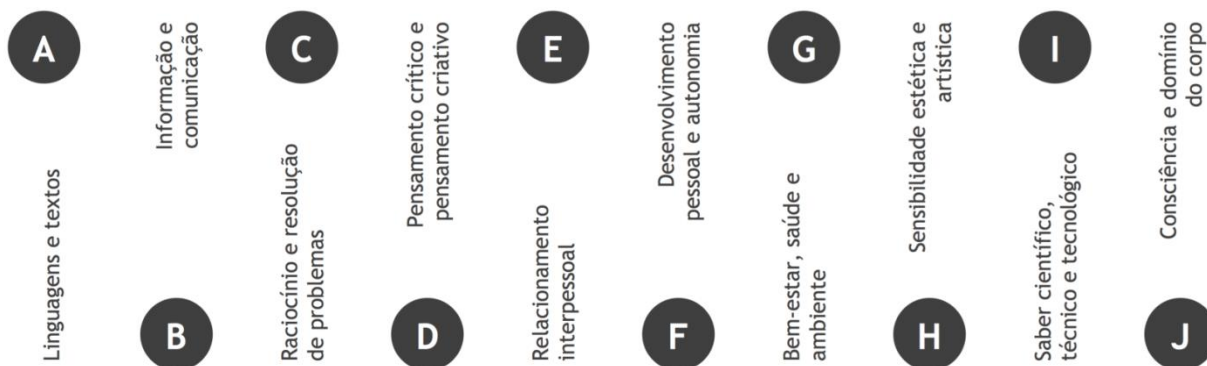 A
Linguagens e textos
B
Informação e
comunicação
C
Raciocínio e resolução
de problemas
D
Pensamento crítico e
pensamento criativo
E
Relacionamento
interpessoal
F
Desenvolvimento
pessoal e autonomia
G
Bem-estar, saúde e
ambiente
H
Sensibilidade estética e
artística
I
Saber científico,
técnico e tecnológico
J
Consciência e domínio
do corpo